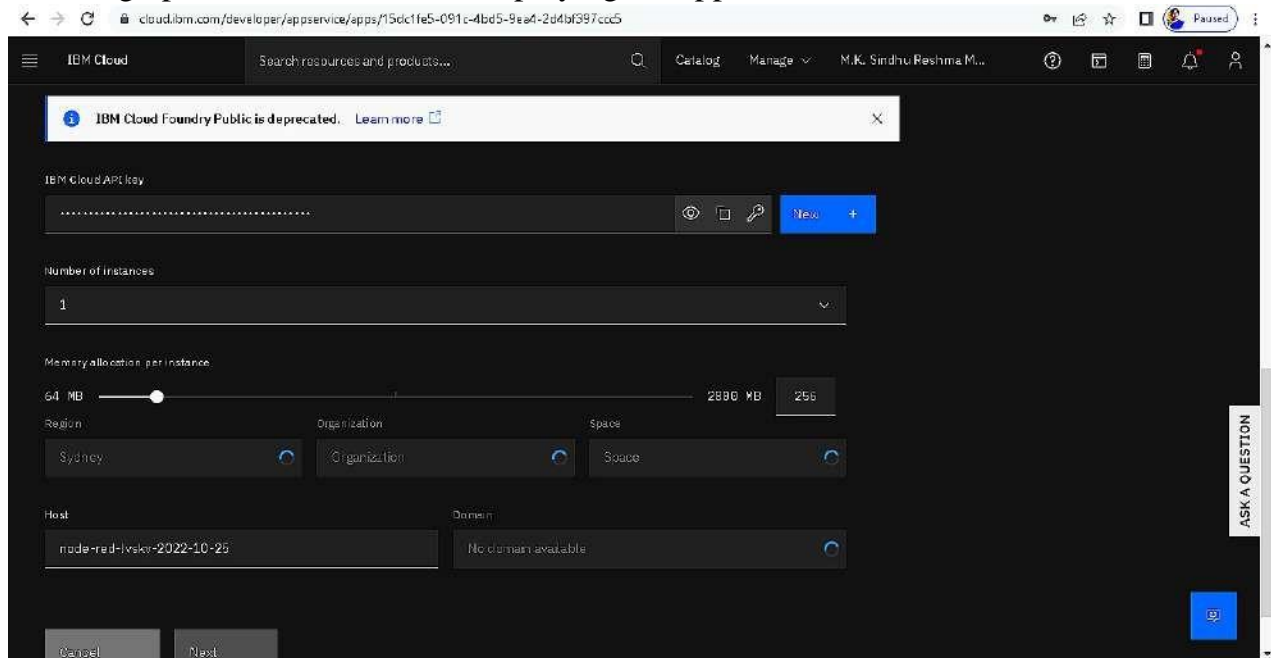 cloud.ibm.com/developer/appservice/apps/15dc1fe5-091c-4bd5-9ea4-2d4bf397ccc5
Paused
IBM Cloud
Search resources and products...
Catalog
Manage
M.K. Sindhu Reshma M...
IBM Cloud Foundry Public is deprecated. Learn more
IBM Cloud API key
New +
Number of instances
1
Memory allocation per instance
64 MB
256
Region
Organization
Space
Sydney
Organization
Space
Host
Domain
node-red-lvskv-2022-10-25
No domain available
ASK A QUESTION
Cancel
Next